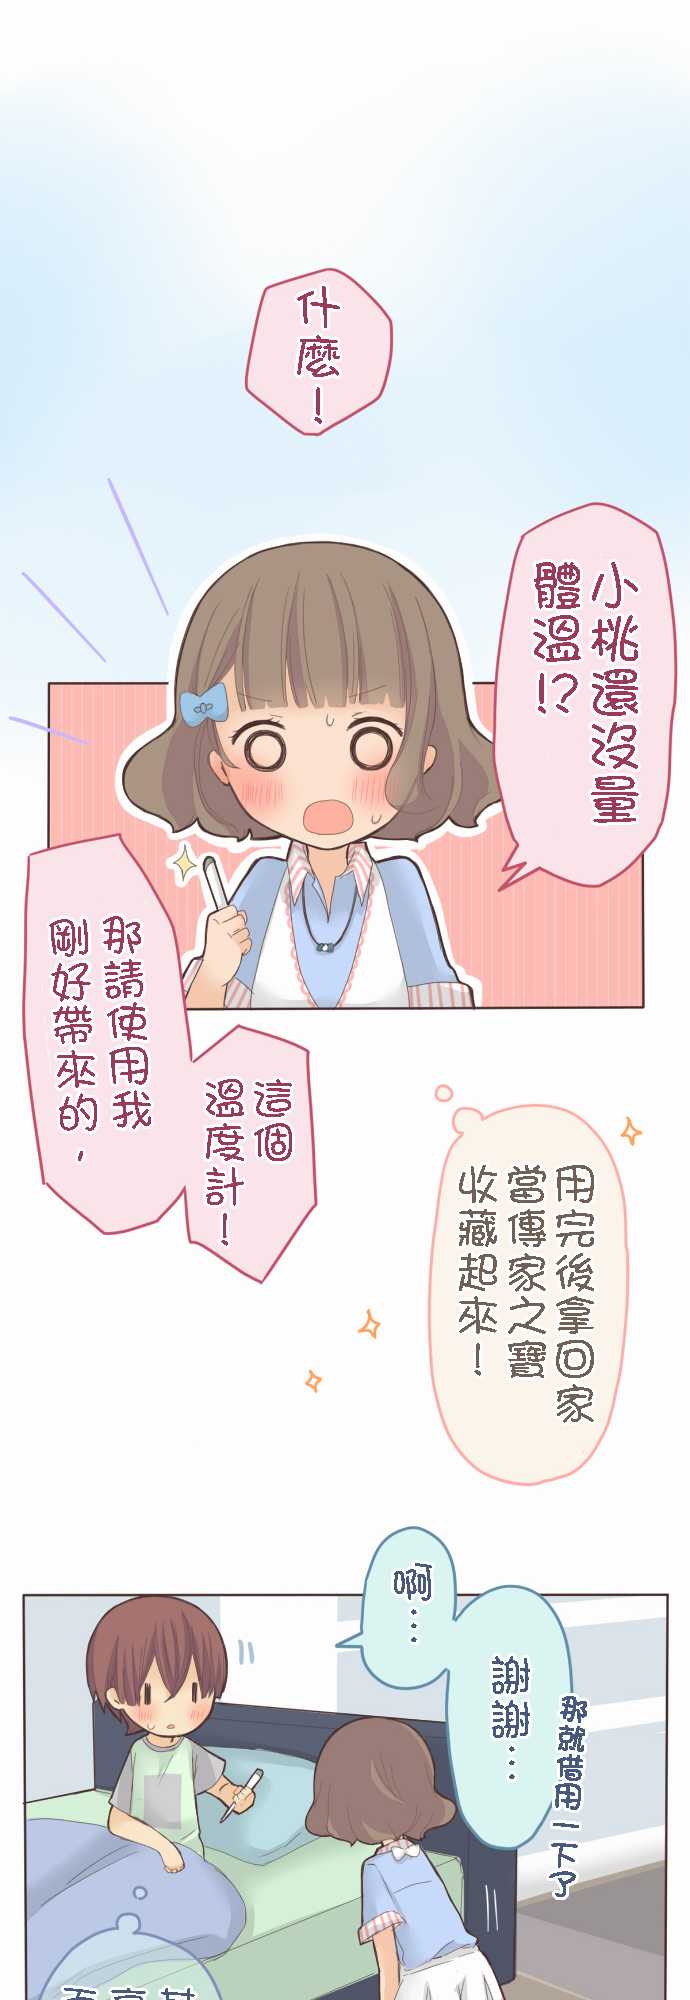 什麼！
小桃還沒量
體溫!?
那請使用我
剛好帶來的，
這個
溫度計！
用完後拿回家
當傳家之寶
收藏起來！
啊…
謝謝…
那就借用一下了